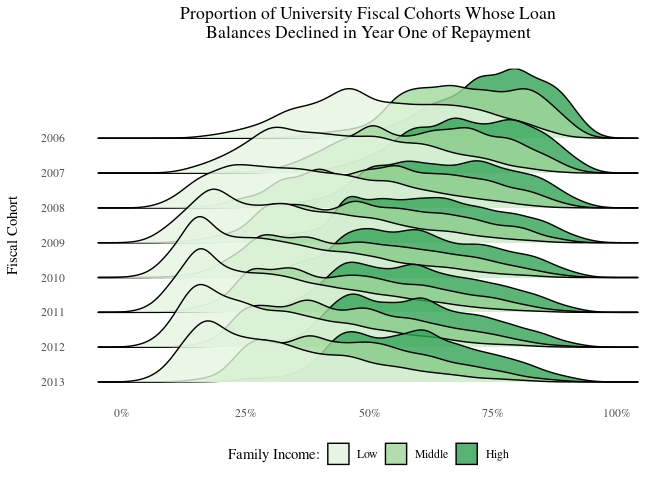 Proportion of University Fiscal Cohorts Whose Loan
Balances Declined in Year One of Repayment
Fiscal Cohort
2006
2007
2008
2009
2010
2011
2012
2013
0% 25% 50% 75% 100%
Family Income: Low Middle High